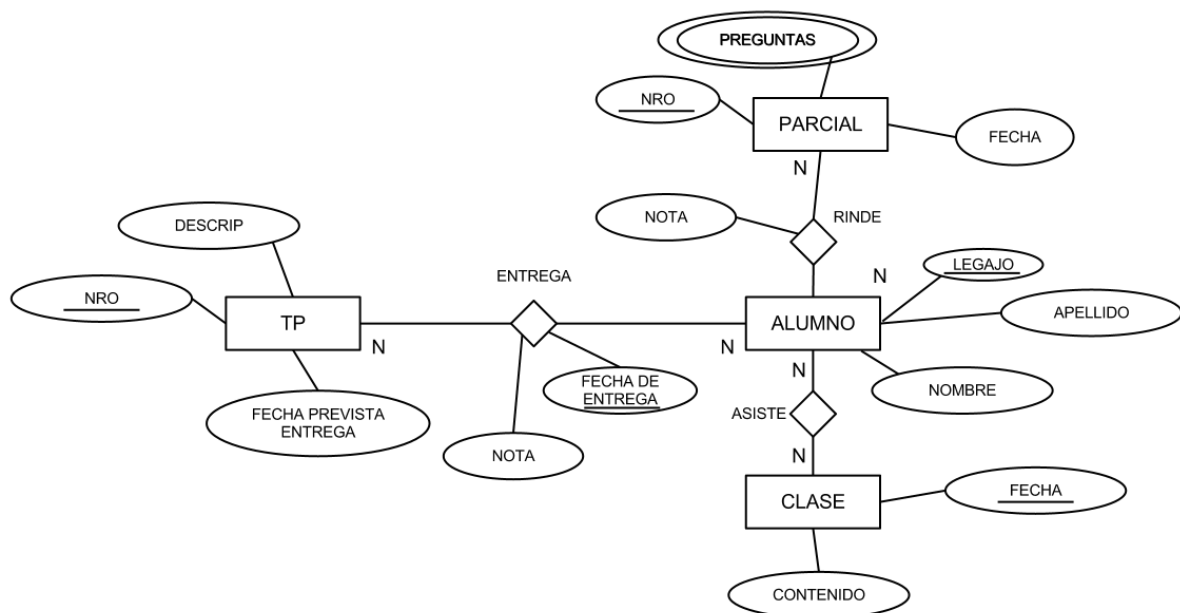 PREGUNTAS
NRO
PARCIAL
FECHA
N
NOTA
RINDE
DESCRIP
LEGAJO
ENTREGA
N
NRO
TP
ALUMNO
APELLIDO
N
N
FECHA DE
ENTREGA
N
NOMBRE
FECHA PREVISTA
ENTREGA
ASISTE
NOTA
N
CLASE
FECHA
CONTENIDO